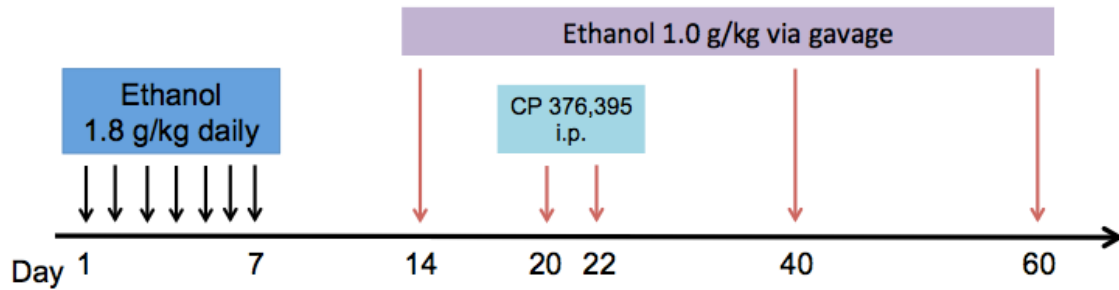 Ethanol 1.0 g/kg via gavage
Ethanol
1.8 g/kg daily
CP 376,395
i.p.
Day 1 7 14 20 22 40 60